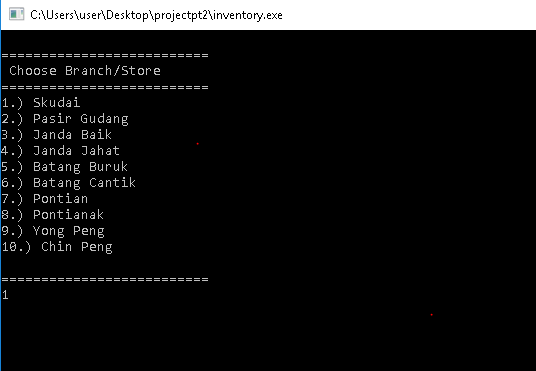 C:\Users\user\Desktop\projectpt2\inventory.exe
==========================
Choose Branch/Store
==========================
1.) Skudai
2.) Pasir Gudang
3.) Janda Baik
4.) Janda Jahat
5.) Batang Buruk
6.) Batang Cantik
7.) Pontian
8.) Pontianak
9.) Yong Peng
10.) Chin Peng
==========================
1